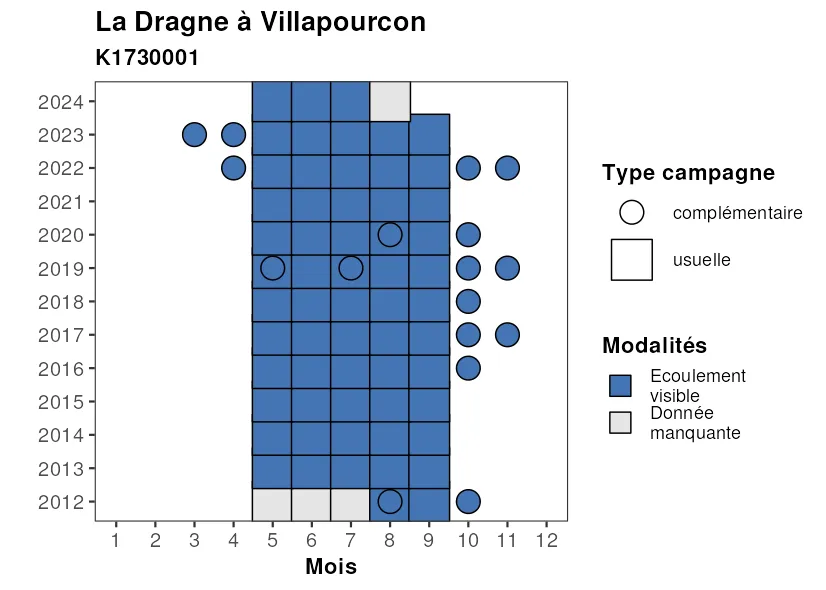 La Dragne à Villapourcon
K1730001
2024
2023
2022
2021
2020
2019
2018
2017
2016
2015
2014
2013
2012
1 2 3 4 5 6 7 8 9 10 11 12
Mois
Type campagne
complémentaire
usuelle
Modalités
Ecoulement
visible
Donnée
manquante